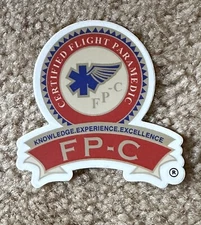 CERTIFIED FLIGHT PARAMEDIC
FP-C
KNOWLEDGE.EXPERIENCE.EXCELLENCE
FP-C
®